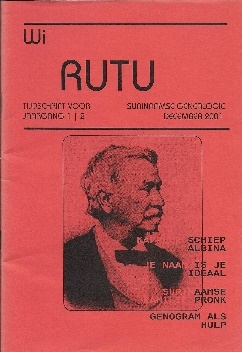 Wi
RUTU
TIJDSCHRIFT VOOR SURINAAMSE GENEALOGIE
JAARGANG 1 | 2 DECEMBER 2001
SCHIEP
ALBINA
JE NAAM IS JE
IDEAAL
AAMSE
PRONK
GENOGRAM ALS
HULP